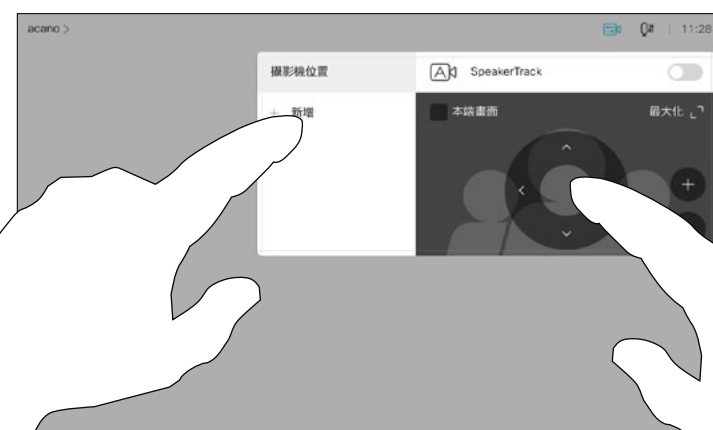 acano >
11:28
攝影機位置
A
SpeakerTrack
+ 新增
本端畫面
最大化